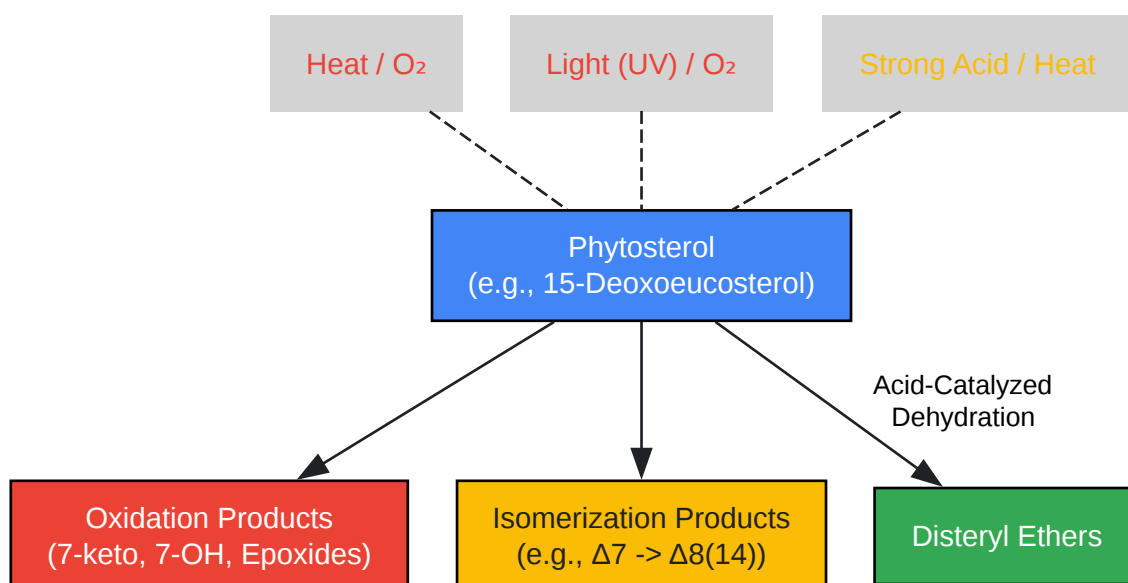 Heat / O₂
Light (UV) / O₂
Strong Acid / Heat
Phytosterol
(e.g., 15-Deoxoeucosterol)
Acid-Catalyzed
Dehydration
Oxidation Products
(7-keto, 7-OH, Epoxides)
Isomerization Products
(e.g., Δ7 -> Δ8(14))
Disteryl Ethers